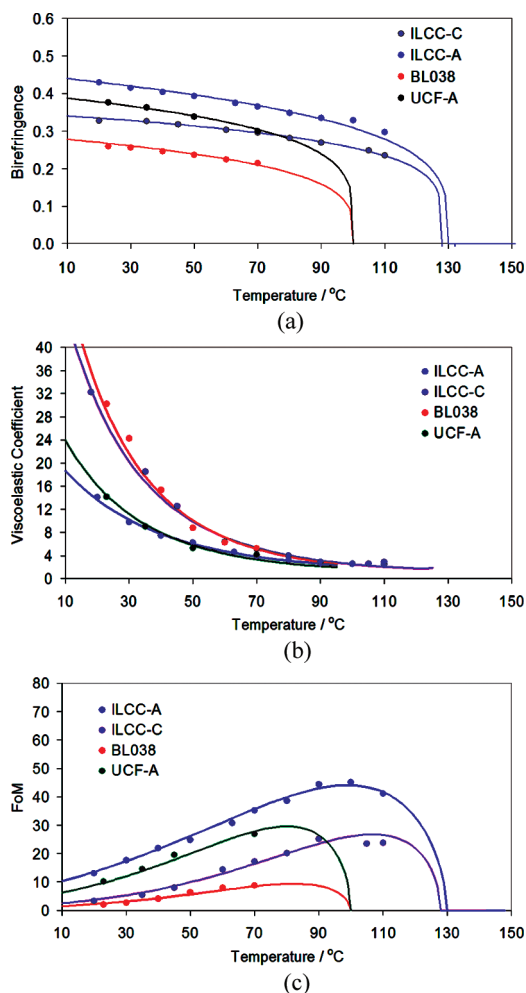 0.6
0.5
0.4
0.3
0.2
0.1
0.0
Birefringence
ILCC-C
ILCC-A
BL038
UCF-A
10 30 50 70 90 110 130 150
Temperature / °C
(a)
40
36
32
28
24
20
16
12
8
4
0
Viscoelastic Coefficient
ILCC-A
ILCC-C
BL038
UCF-A
10 30 50 70 90 110 130 150
Temperature / °C
(b)
80
70
60
50
40
30
20
10
0
FoM
ILCC-A
ILCC-C
BL038
UCF-A
10 30 50 70 90 110 130 150
Temperature / °C
(c)